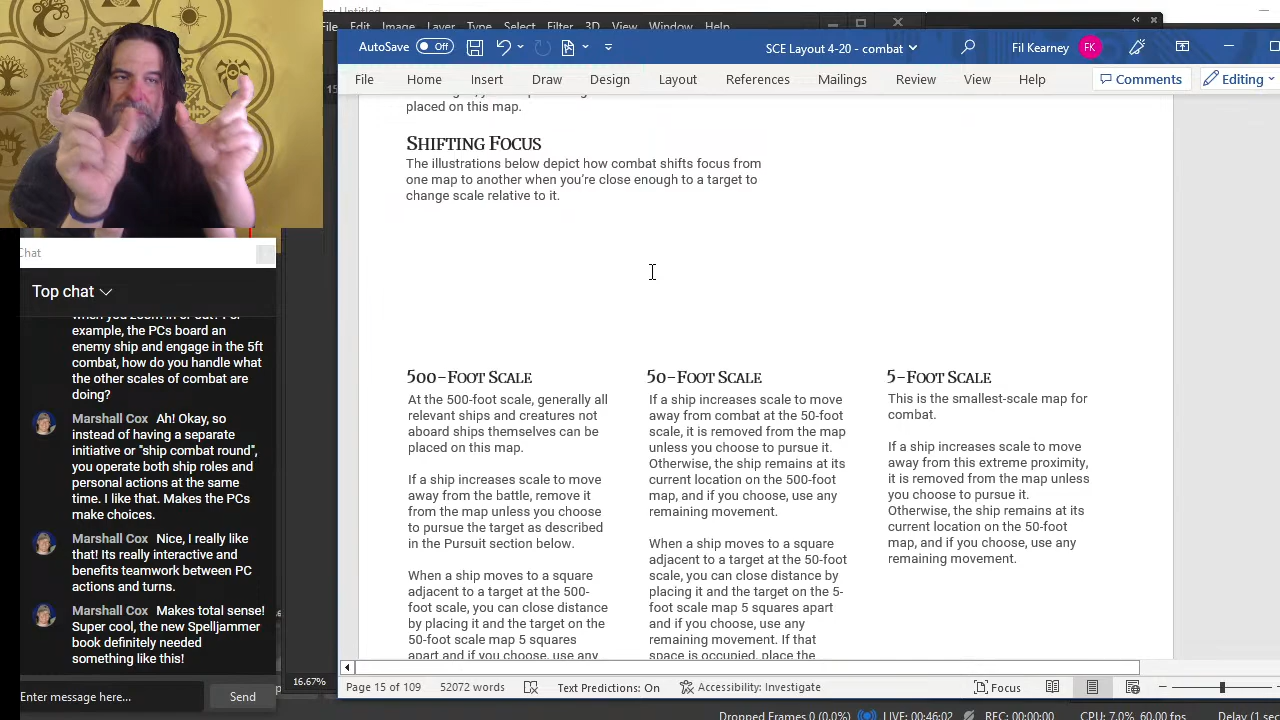 File Edit Image Layer Type Select Filter 3D View Window Help
AutoSave Off
SCE Layout 4-20 - combat
Fil Kearney FK
File Home Insert Draw Design Layout References Mailings Review View Help
Comments Editing
placed on this map.
Shifting Focus
The illustrations below depict how combat shifts focus from
one map to another when you're close enough to a target to
change scale relative to it.
500-Foot Scale
At the 500-foot scale, generally all
relevant ships and creatures not
aboard ships themselves can be
placed on this map.
If a ship increases scale to move
away from the battle, remove it
from the map unless you choose
to pursue the target as described
in the Pursuit section below.
When a ship moves to a square
adjacent to a target at the 500-
foot scale, you can close distance
by placing it and the target on the
50-foot scale map 5 squares
apart and if you choose, use any
50-Foot Scale
If a ship increases scale to move
away from combat at the 50-foot
scale, it is removed from the map
unless you choose to pursue it.
Otherwise, the ship remains at its
current location on the 500-foot
map, and if you choose, use any
remaining movement.
When a ship moves to a square
adjacent to a target at the 50-foot
scale, you can close distance by
placing it and the target on the 5-
foot scale map 5 squares apart
and if you choose, use any
remaining movement. If that
space is occupied, place the
5-Foot Scale
This is the smallest-scale map for
combat.
If a ship increases scale to move
away from this extreme proximity,
it is removed from the map unless
you choose to pursue it.
Otherwise, the ship remains at its
current location on the 50-foot
map, and if you choose, use any
remaining movement.
Chat
Top chat
when you zoom in or out? For
example, the PCs board an
enemy ship and engage in the 5ft
combat, how do you handle what
the other scales of combat are
doing?
Marshall Cox Ah! Okay, so
instead of having a separate
initiative or "ship combat round",
you operate both ship roles and
personal actions at the same
time. I like that. Makes the PCs
make choices.
Marshall Cox Nice, I really like
that! Its really interactive and
benefits teamwork between PC
actions and turns.
Marshall Cox Makes total sense!
Super cool, the new Spelljammer
book definitely needed
something like this!
Enter message here... Send
16.67%
Page 15 of 109 52072 words Text Predictions: On Accessibility: Investigate Focus
Dropped Frames 0 (0.0%) LIVE: 00:46:02 REC: 00:00:00 CPU: 7.0%, 60.00 fps Delay (1 sec